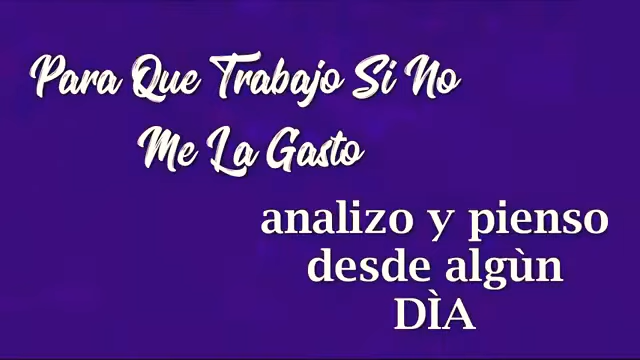 Para Que Trabajo Si No
Me La Gasto
analizo y pienso
desde algùn
DÌA